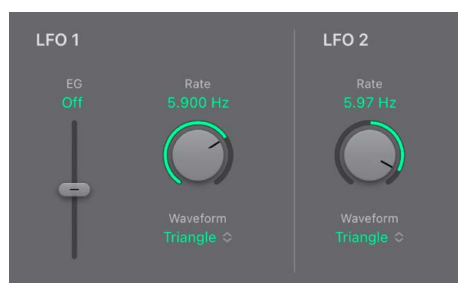 LFO 1
EG
Off
Rate
5.900 Hz
Waveform
Triangle
LFO 2
Rate
5.97 Hz
Waveform
Triangle